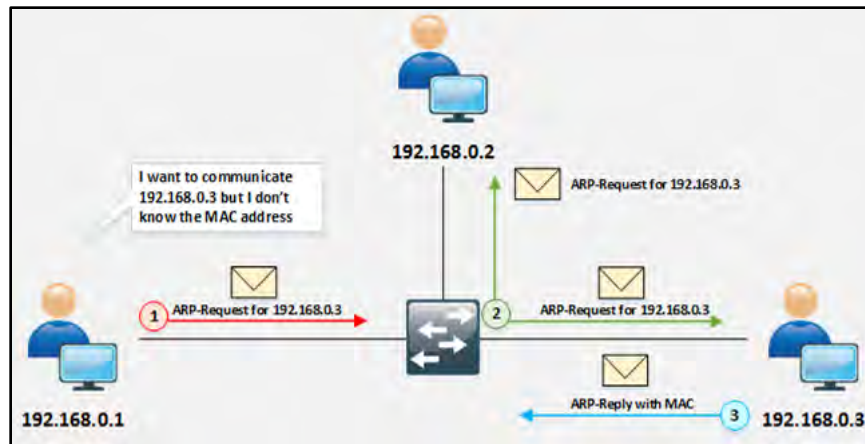 192.168.0.2
I want to communicate
192.168.0.3 but I don't
know the MAC address
ARP-Request for 192.168.0.3
1
ARP-Request for 192.168.0.3
2
ARP-Request for 192.168.0.3
ARP-Reply with MAC
3
192.168.0.1
192.168.0.3